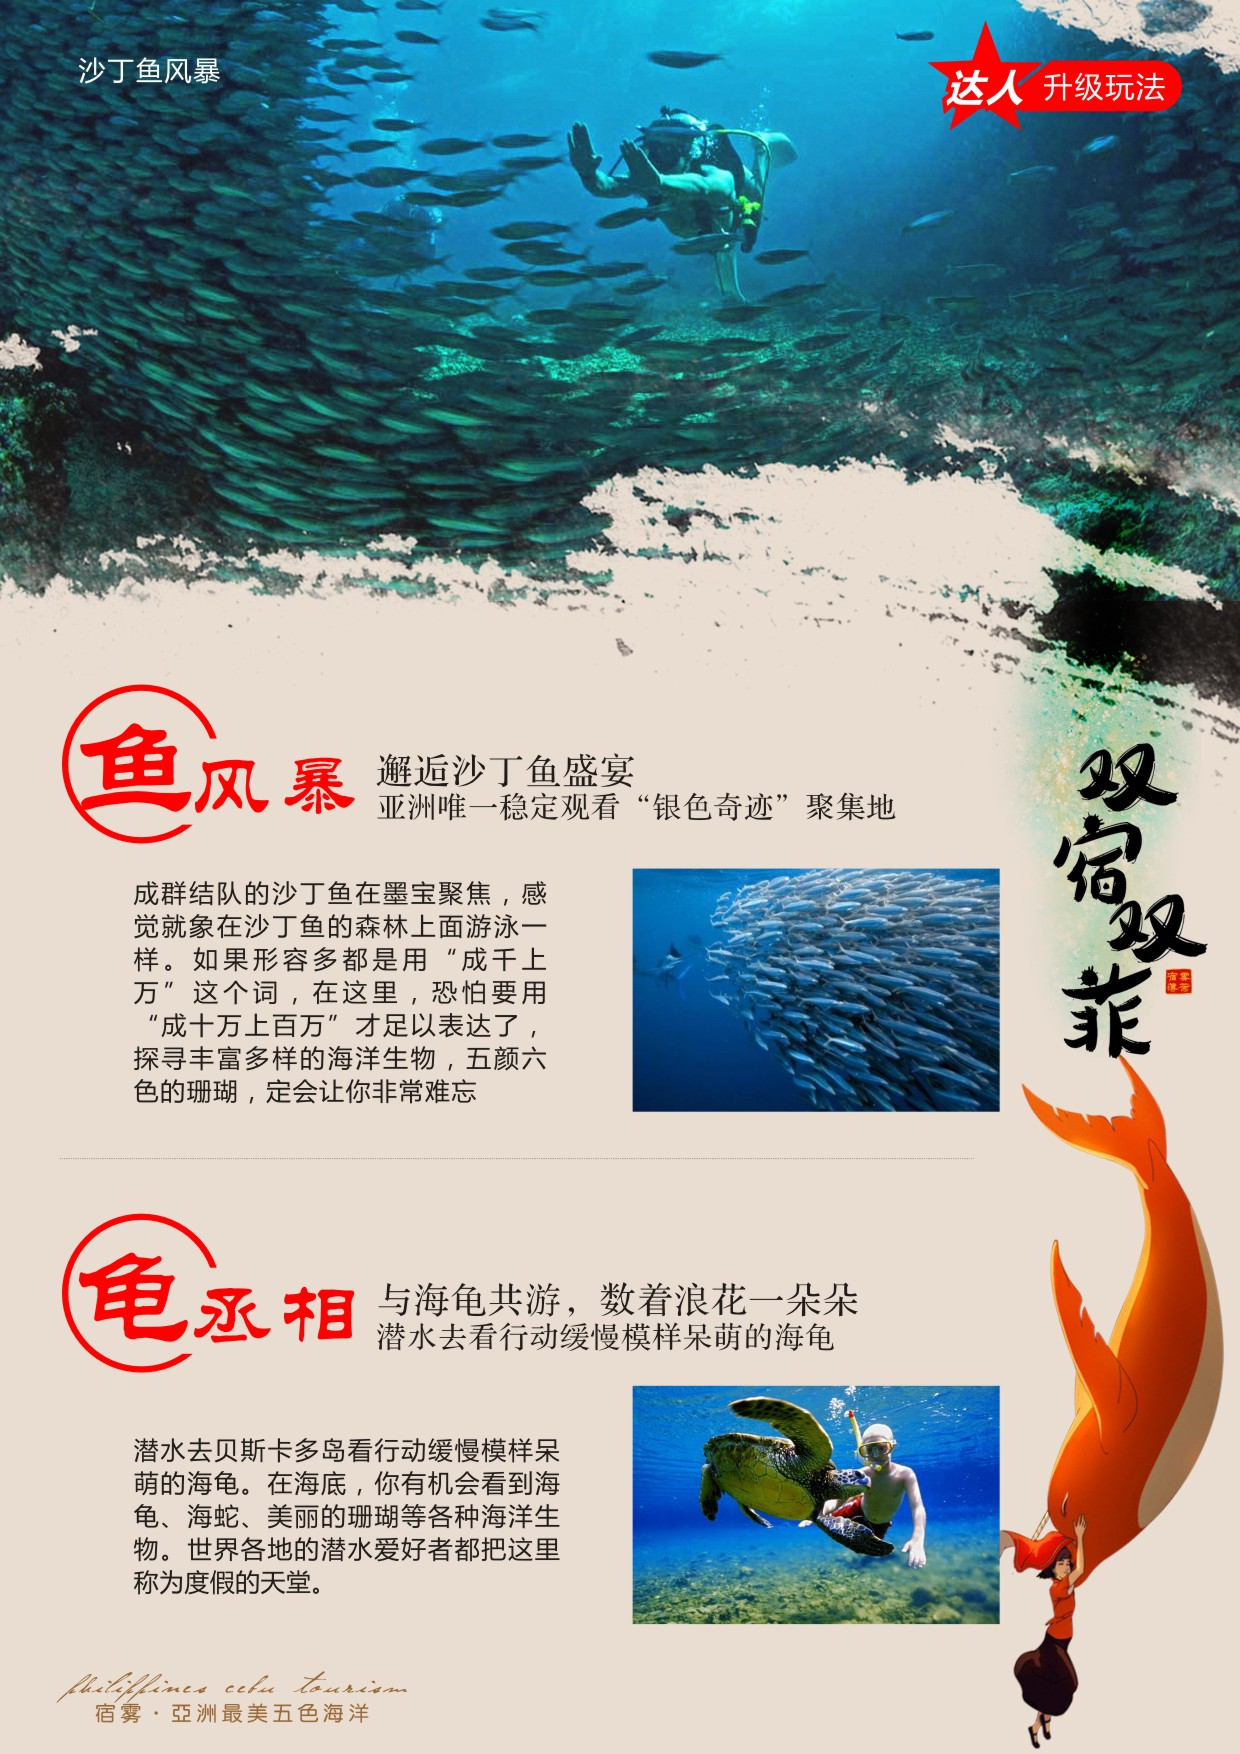 沙丁鱼风暴
达人 升级玩法
鱼风暴
邂逅沙丁鱼盛宴
亚洲唯一稳定观看“银色奇迹”聚集地
成群结队的沙丁鱼在墨宝聚焦，感
觉就象在沙丁鱼的森林上面游泳一
样。如果形容多都是用“成千上
万”这个词，在这里，恐怕要用
“成十万上百万”才足以表达了，
探寻丰富多样的海洋生物，五颜六
色的珊瑚，定会让你非常难忘
双
宿
双
菲
龟丞相
与海龟共游，数着浪花一朵朵
潜水去看行动缓慢模样呆萌的海龟
潜水去贝斯卡多岛看行动缓慢模样呆
萌的海龟。在海底，你有机会看到海
龟、海蛇、美丽的珊瑚等各种海洋生
物。世界各地的潜水爱好者都把这里
称为度假的天堂。
philippines cebu tourism
宿雾·亞洲最美五色海洋